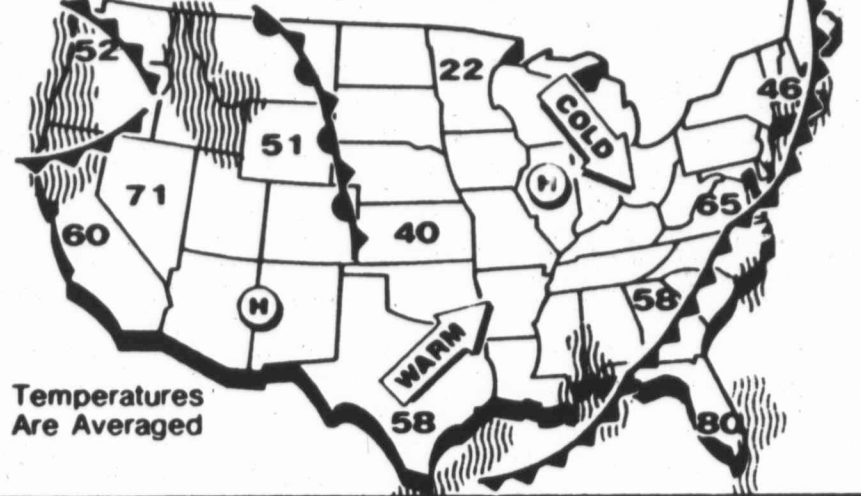 52
22
46
COLD
51
H
71
65
60
40
58
H
WARM
Temperatures
Are Averaged
58
80